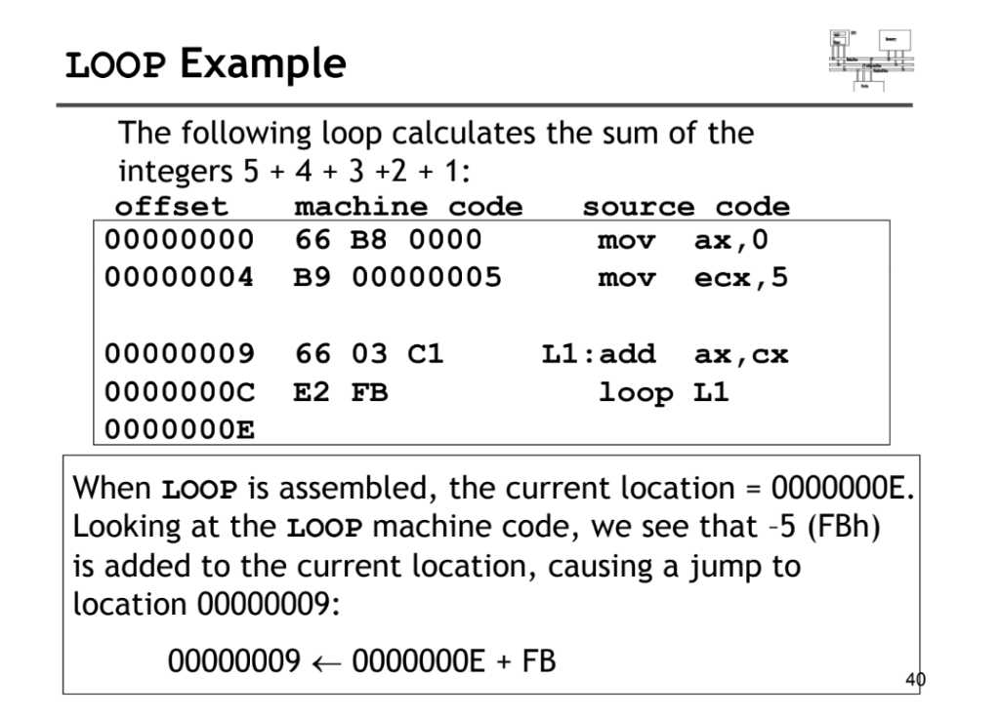 LOOP Example
The following loop calculates the sum of the
integers 5 + 4 + 3 +2 + 1:
offset machine code source code
00000000 66 B8 0000 mov ax,0
00000004 B9 00000005 mov ecx,5
00000009 66 03 C1 L1:add ax,cx
0000000C E2 FB loop L1
0000000E
When LOOP is assembled, the current location = 0000000E.
Looking at the LOOP machine code, we see that –5 (FBh)
is added to the current location, causing a jump to
location 00000009:
00000009 ← 0000000E + FB
40